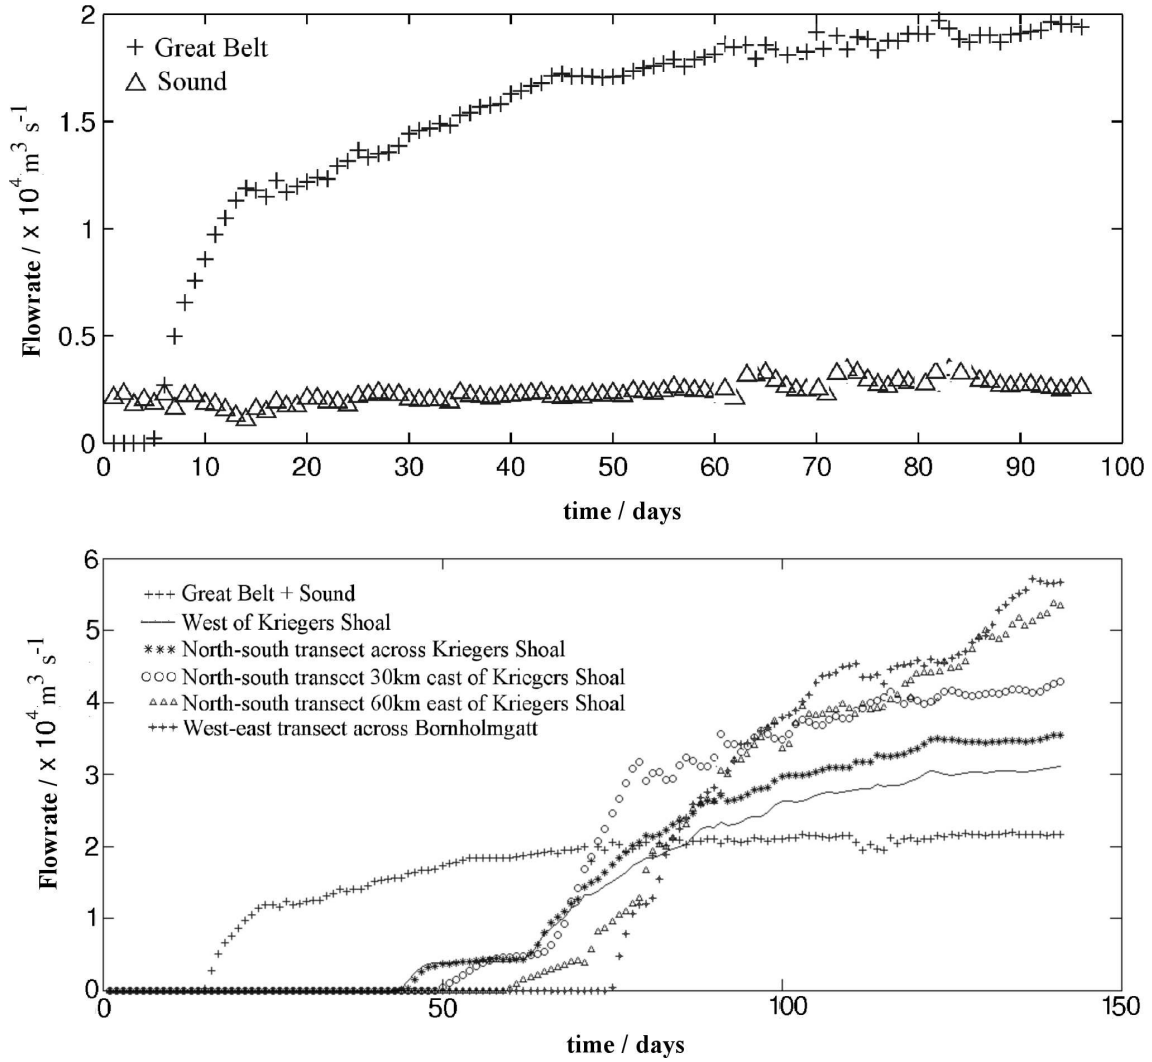 2
1.5
1
0.5
0
Flowrate / x 10⁴ m³ s⁻¹
Great Belt
Sound
0 10 20 30 40 50 60 70 80 90 100
time / days
6
5
4
3
2
1
0
Flowrate / x 10⁴ m³ s⁻¹
Great Belt + Sound
West of Kriegers Shoal
North-south transect across Kriegers Shoal
North-south transect 30km east of Kriegers Shoal
North-south transect 60km east of Kriegers Shoal
West-east transect across Bornholmgatt
0 50 100 150
time / days